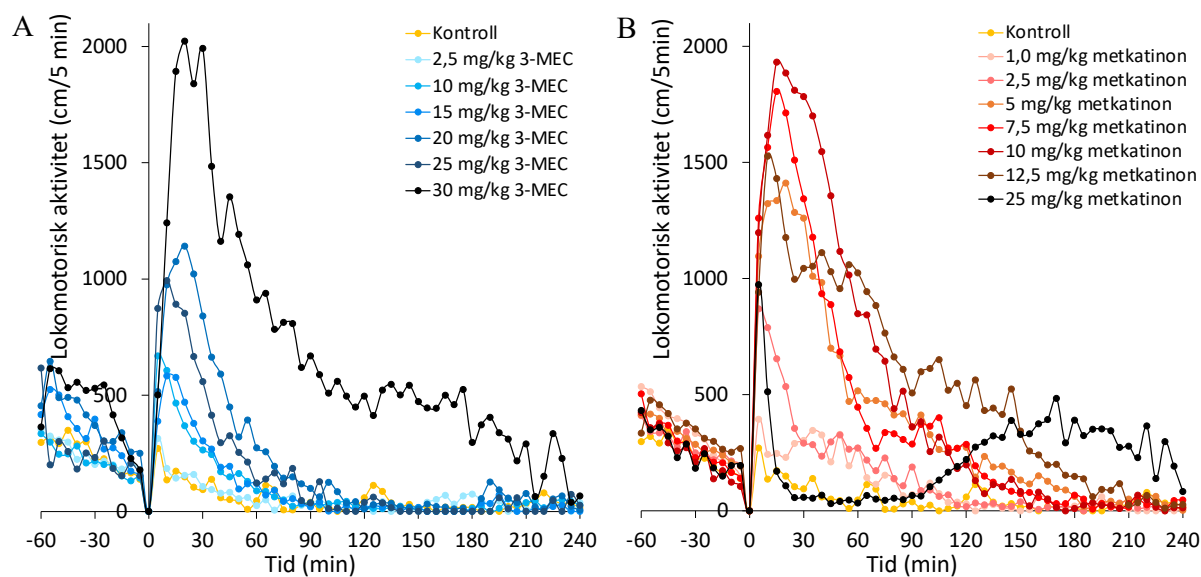 A
Lokomotorisk aktivitet (cm/5 min)
2000
1500
1000
500
0
-60 -30 0 30 60 90 120 150 180 210 240
Tid (min)
Kontroll
2,5 mg/kg 3-MEC
10 mg/kg 3-MEC
15 mg/kg 3-MEC
20 mg/kg 3-MEC
25 mg/kg 3-MEC
30 mg/kg 3-MEC
B
Lokomotorisk aktivitet (cm/5min)
2000
1500
1000
500
0
-60 -30 0 30 60 90 120 150 180 210 240
Tid (min)
Kontroll
1,0 mg/kg metkatinon
2,5 mg/kg metkatinon
5 mg/kg metkatinon
7,5 mg/kg metkatinon
10 mg/kg metkatinon
12,5 mg/kg metkatinon
25 mg/kg metkatinon